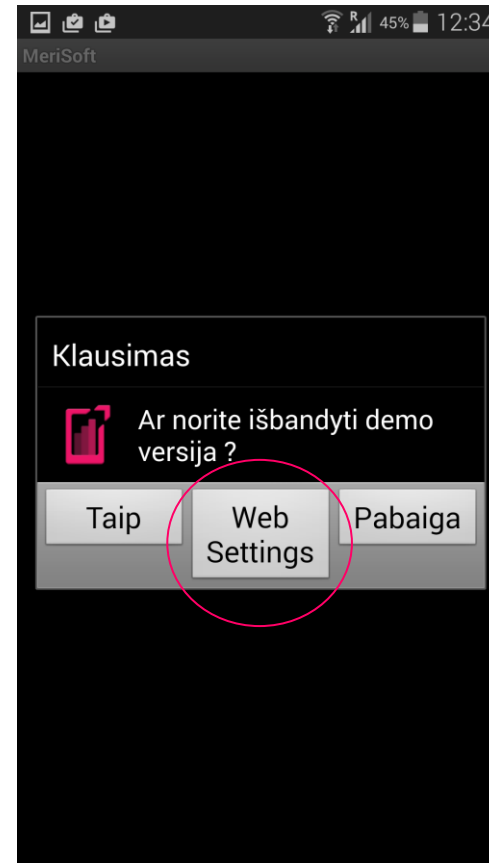 R 45% 12:34
MeriSoft
Klausimas
Ar norite išbandyti demo
versija ?
Taip
Web
Settings
Pabaiga